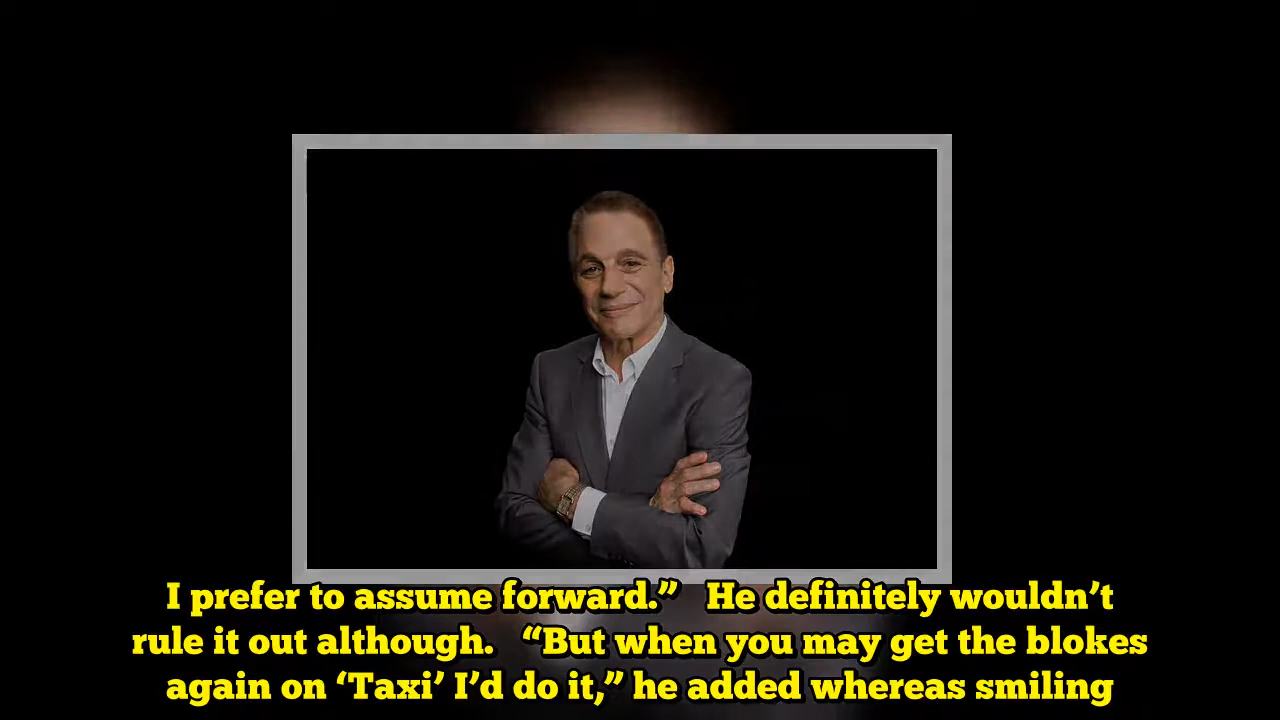 I prefer to assume forward.” He definitely wouldn’t
rule it out although. “But when you may get the blokes
again on ‘Taxi’ I’d do it,” he added whereas smiling